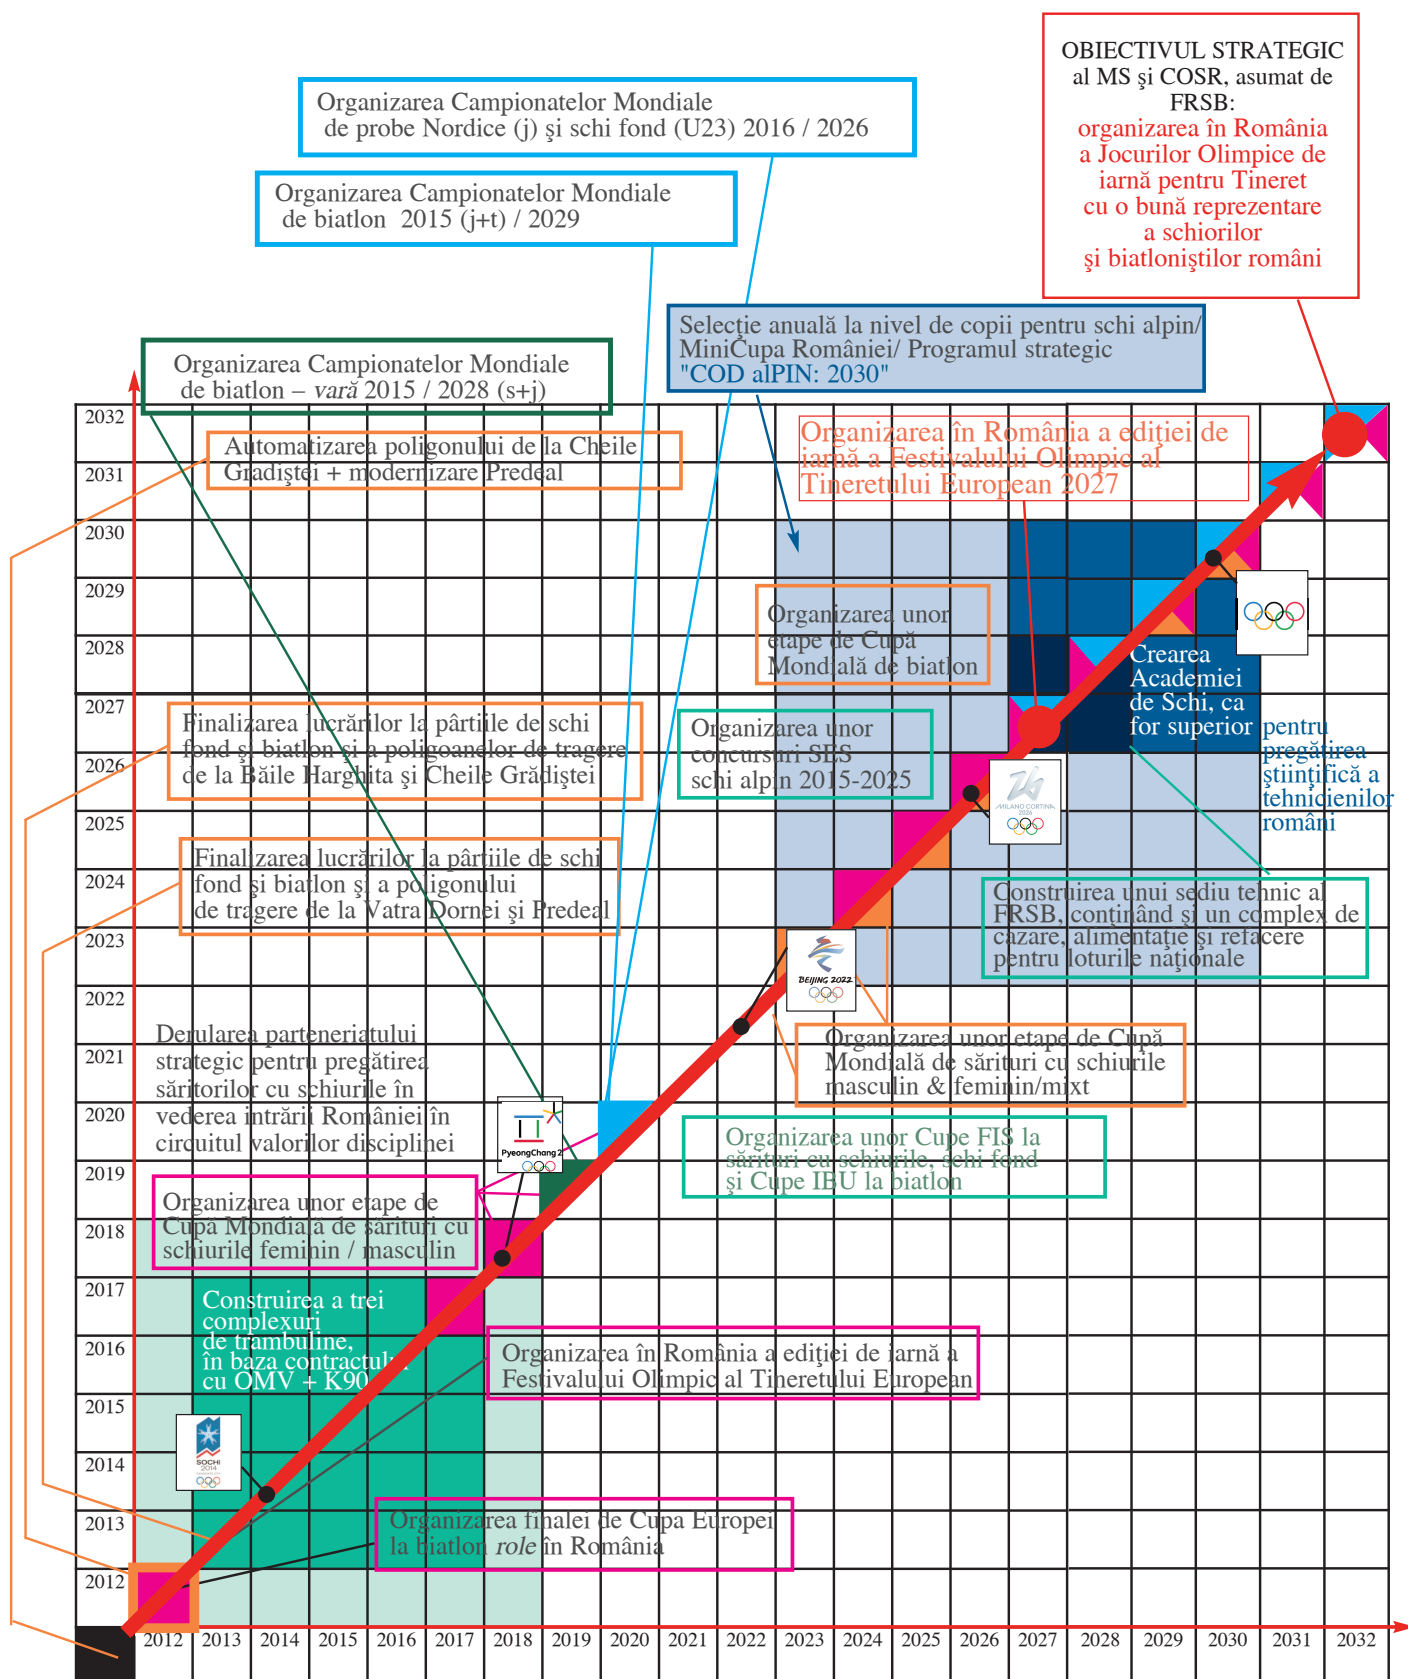 OBIECTIVUL STRATEGIC
al MS şi COSR, asumat de
FRSB:
organizarea în România
a Jocurilor Olimpice de
iarnă pentru Tineret
cu o bună reprezentare
a schiorilor
şi biatloniştilor români
Organizarea Campionatelor Mondiale
de probe Nordice (j) şi schi fond (U23) 2016 / 2026
Organizarea Campionatelor Mondiale
de biatlon 2015 (j+t) / 2029
Selecţie anuală la nivel de copii pentru schi alpin/
MiniCupa României/ Programul strategic
"COD alPIN: 2030"
Organizarea Campionatelor Mondiale
de biatlon – vară 2015 / 2028 (s+j)
Automatizarea poligonului de la Cheile
Gradiştei + modernizare Predeal
Organizarea în România a ediţiei de
iarnă a Festivalului Olimpic al
Tineretului European 2027
2032
2031
2030
2029
2028
2027
2026
2025
2024
2023
2022
2021
2020
2019
2018
2017
2016
2015
2014
2013
2012
Organizarea unor
etape de Cupă
Mondială de biatlon
Crearea
Academiei
de Schi, ca
for superior
pentru
pregătirea
ştiinţifică a
tehnicienilor
români
Finalizarea lucrărilor la pârtiile de schi
fond şi biatlon şi a poligoanelor de tragere
de la Băile Harghita şi Cheile Grădiştei
Organizarea unor
concursuri SES
schi alpin 2015-2025
MILANO CORTINA
2026
Finalizarea lucrărilor la pârtiile de schi
fond şi biatlon şi a poligonului
de tragere de la Vatra Dornei şi Predeal
Construirea unui sediu tehnic al
FRSB, conţinând şi un complex de
cazare, alimentaţie şi refacere
pentru loturile naţionale
BEIJING 2022
Derularea parteneriatului
strategic pentru pregătirea
săritorilor cu schiurile în
vederea intrării României în
circuitul valorilor disciplinei
Organizarea unor etape de Cupă
Mondială de sărituri cu schiurile
masculin & feminin/mixt
PyeongChang 2
Organizarea unor Cupe FIS la
sărituri cu schiurile, schi fond
şi Cupe IBU la biatlon
Organizarea unor etape de
Cupă Mondială de sărituri cu
schiurile feminin / masculin
Construirea a trei
complexuri
de trambuline,
în baza contractului
cu OMV + K90
Organizarea în România a ediţiei de iarnă a
Festivalului Olimpic al Tineretului European
SOCHI
2014
Organizarea finalei de Cupa Europei
la biatlon role în România
2012 2013 2014 2015 2016 2017 2018 2019 2020 2021 2022 2023 2024 2025 2026 2027 2028 2029 2030 2031 2032